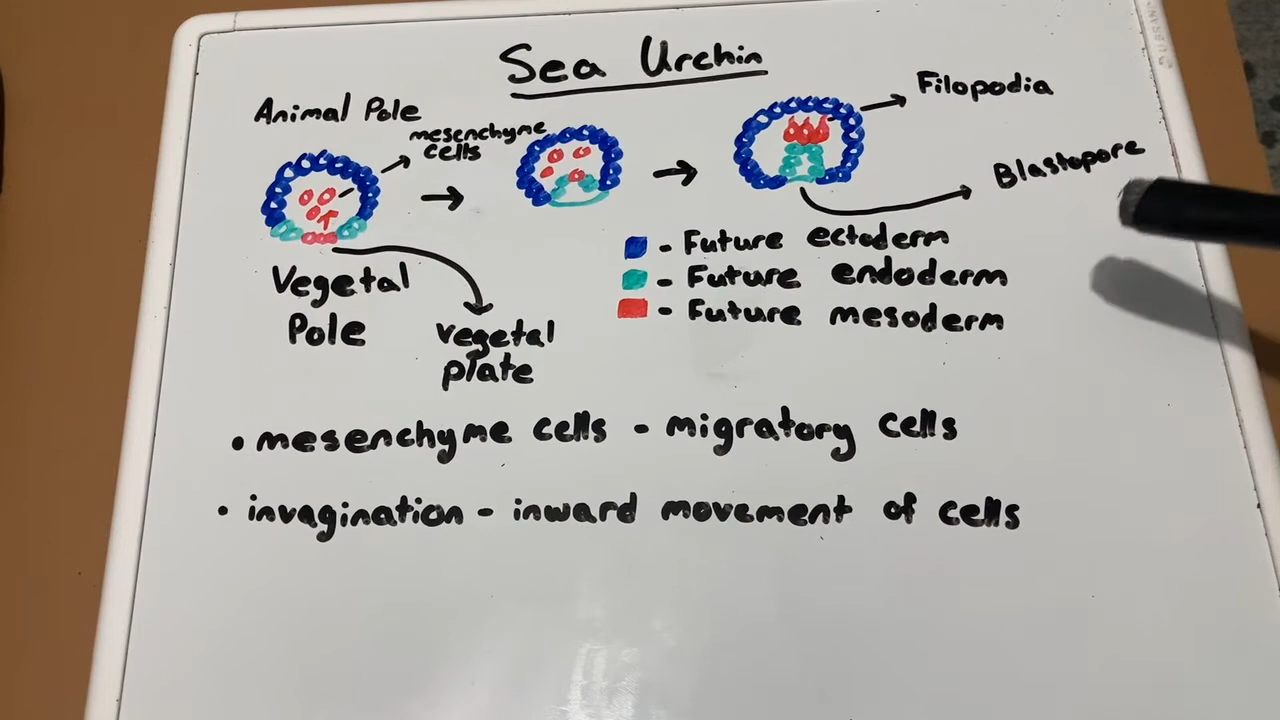 Sea Urchin
Animal Pole
mesenchyme
cells
Filopodia
Blastopore
Vegetal
Pole
vegetal
plate
- Future ectoderm
- Future endoderm
- Future mesoderm
• mesenchyme cells - migratory cells
• invagination - inward movement of cells